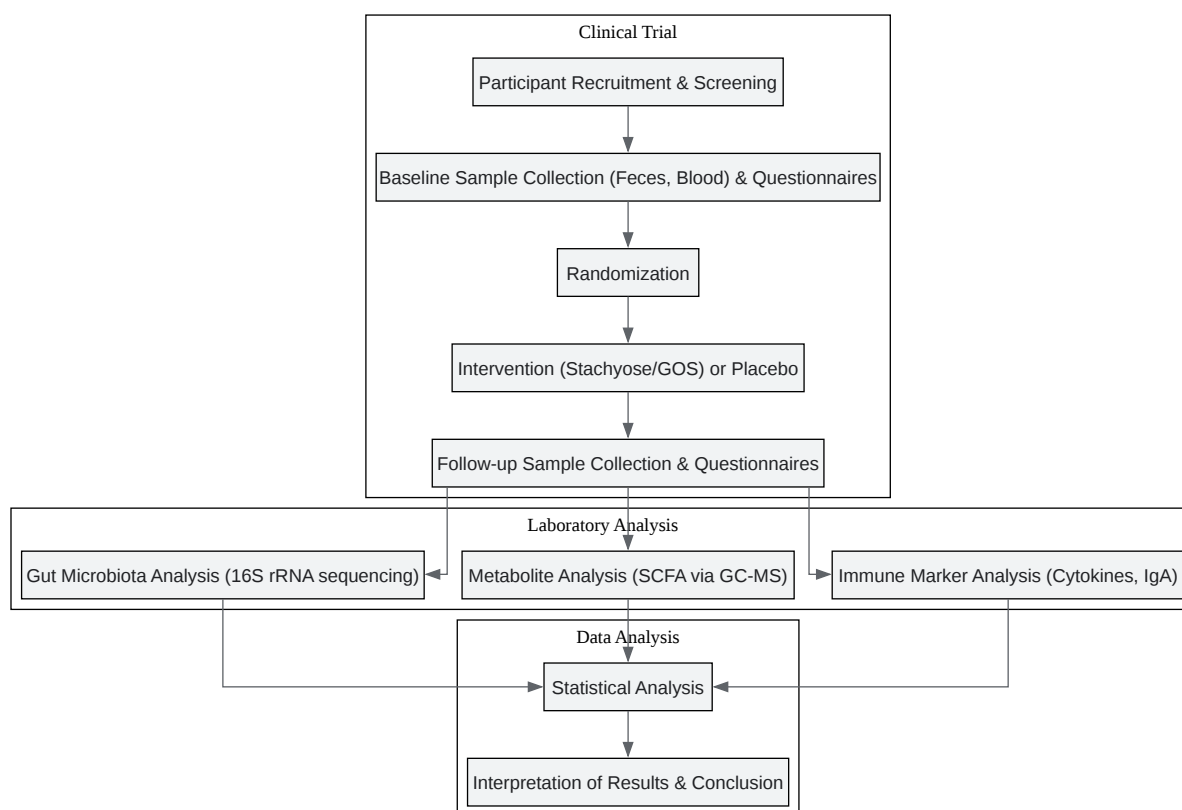 Clinical Trial
Participant Recruitment & Screening
Baseline Sample Collection (Feces, Blood) & Questionnaires
Randomization
Intervention (Stachyose/GOS) or Placebo
Follow-up Sample Collection & Questionnaires
Laboratory Analysis
Gut Microbiota Analysis (16S rRNA sequencing)
Metabolite Analysis (SCFA via GC-MS)
Immune Marker Analysis (Cytokines, IgA)
Data Analysis
Statistical Analysis
Interpretation of Results & Conclusion